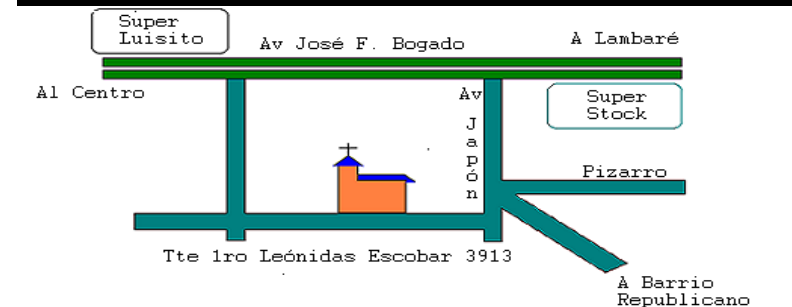 Super
Luisito
Av José F. Bogado
A Lambaré
Al Centro
Av
Japón
Super
Stock
Pizarro
Tte 1ro Leónidas Escobar 3913
A Barrio
Republicano